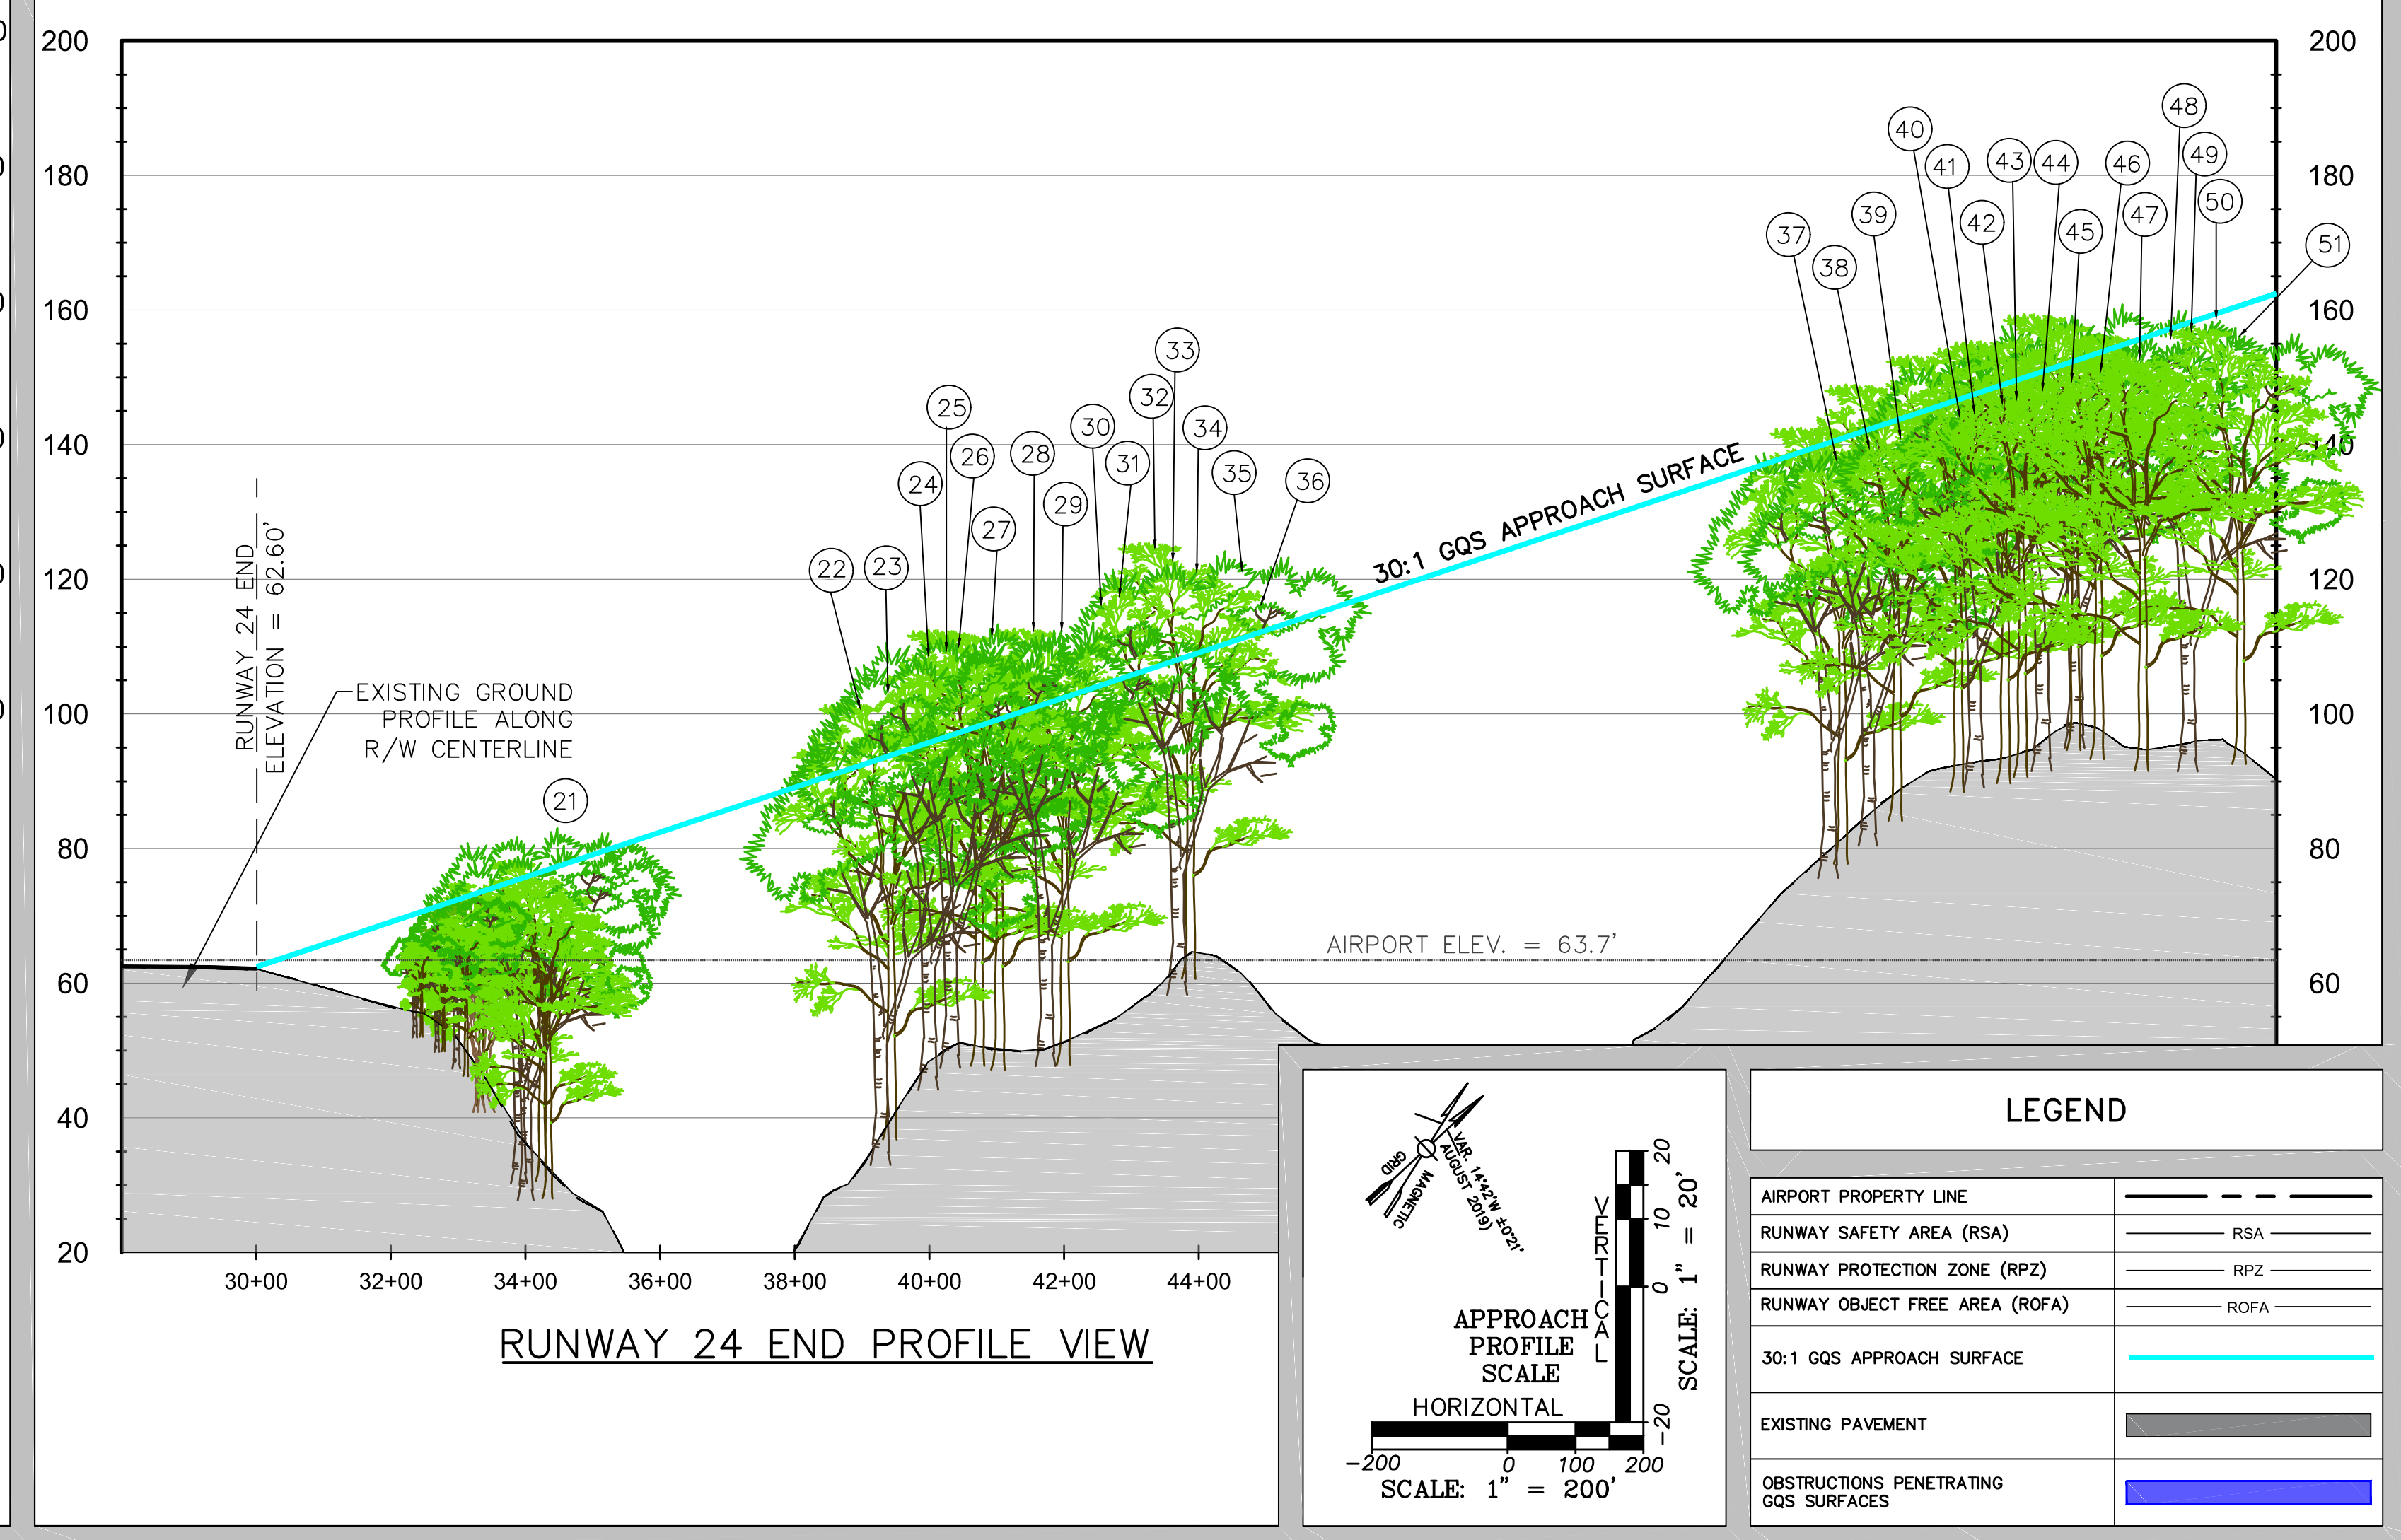 200
180
160
140
120
100
80
60
40
20
200
180
160
140
120
100
80
60
30+00
32+00
34+00
36+00
38+00
40+00
42+00
44+00
21
22
23
24
25
26
27
28
29
30
31
32
33
34
35
36
37
38
39
40
41
42
43
44
45
46
47
48
49
50
51
RUNWAY 24 END
ELEVATION = 62.60'
EXISTING GROUND
PROFILE ALONG
R/W CENTERLINE
30:1 GQS APPROACH SURFACE
AIRPORT ELEV. = 63.7'
RUNWAY 24 END PROFILE VIEW
GRID
MAGNETIC
VAR. 14°42'W ±0°21'
AUGUST 2019)
APPROACH
PROFILE
SCALE
VERTICAL
20
10
0
-20
SCALE: 1" = 20'
HORIZONTAL
-200
0
100
200
SCALE: 1" = 200'
LEGEND
AIRPORT PROPERTY LINE
RUNWAY SAFETY AREA (RSA)
RSA
RUNWAY PROTECTION ZONE (RPZ)
RPZ
RUNWAY OBJECT FREE AREA (ROFA)
ROFA
30:1 GQS APPROACH SURFACE
EXISTING PAVEMENT
OBSTRUCTIONS PENETRATING
GQS SURFACES